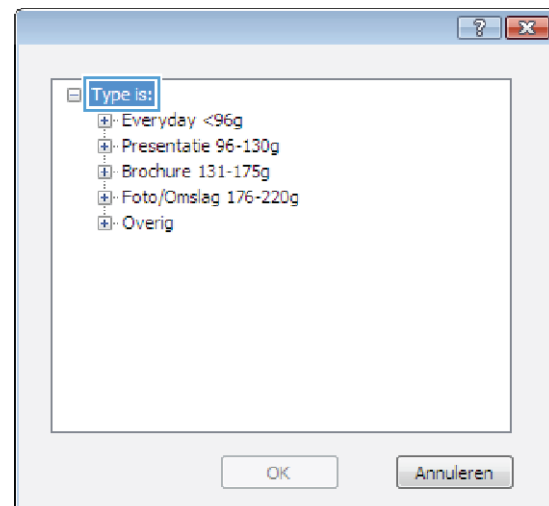 Type is:
Everyday <96g
Presentatie 96-130g
Brochure 131-175g
Foto/Omslag 176-220g
Overig
OK
Annuleren